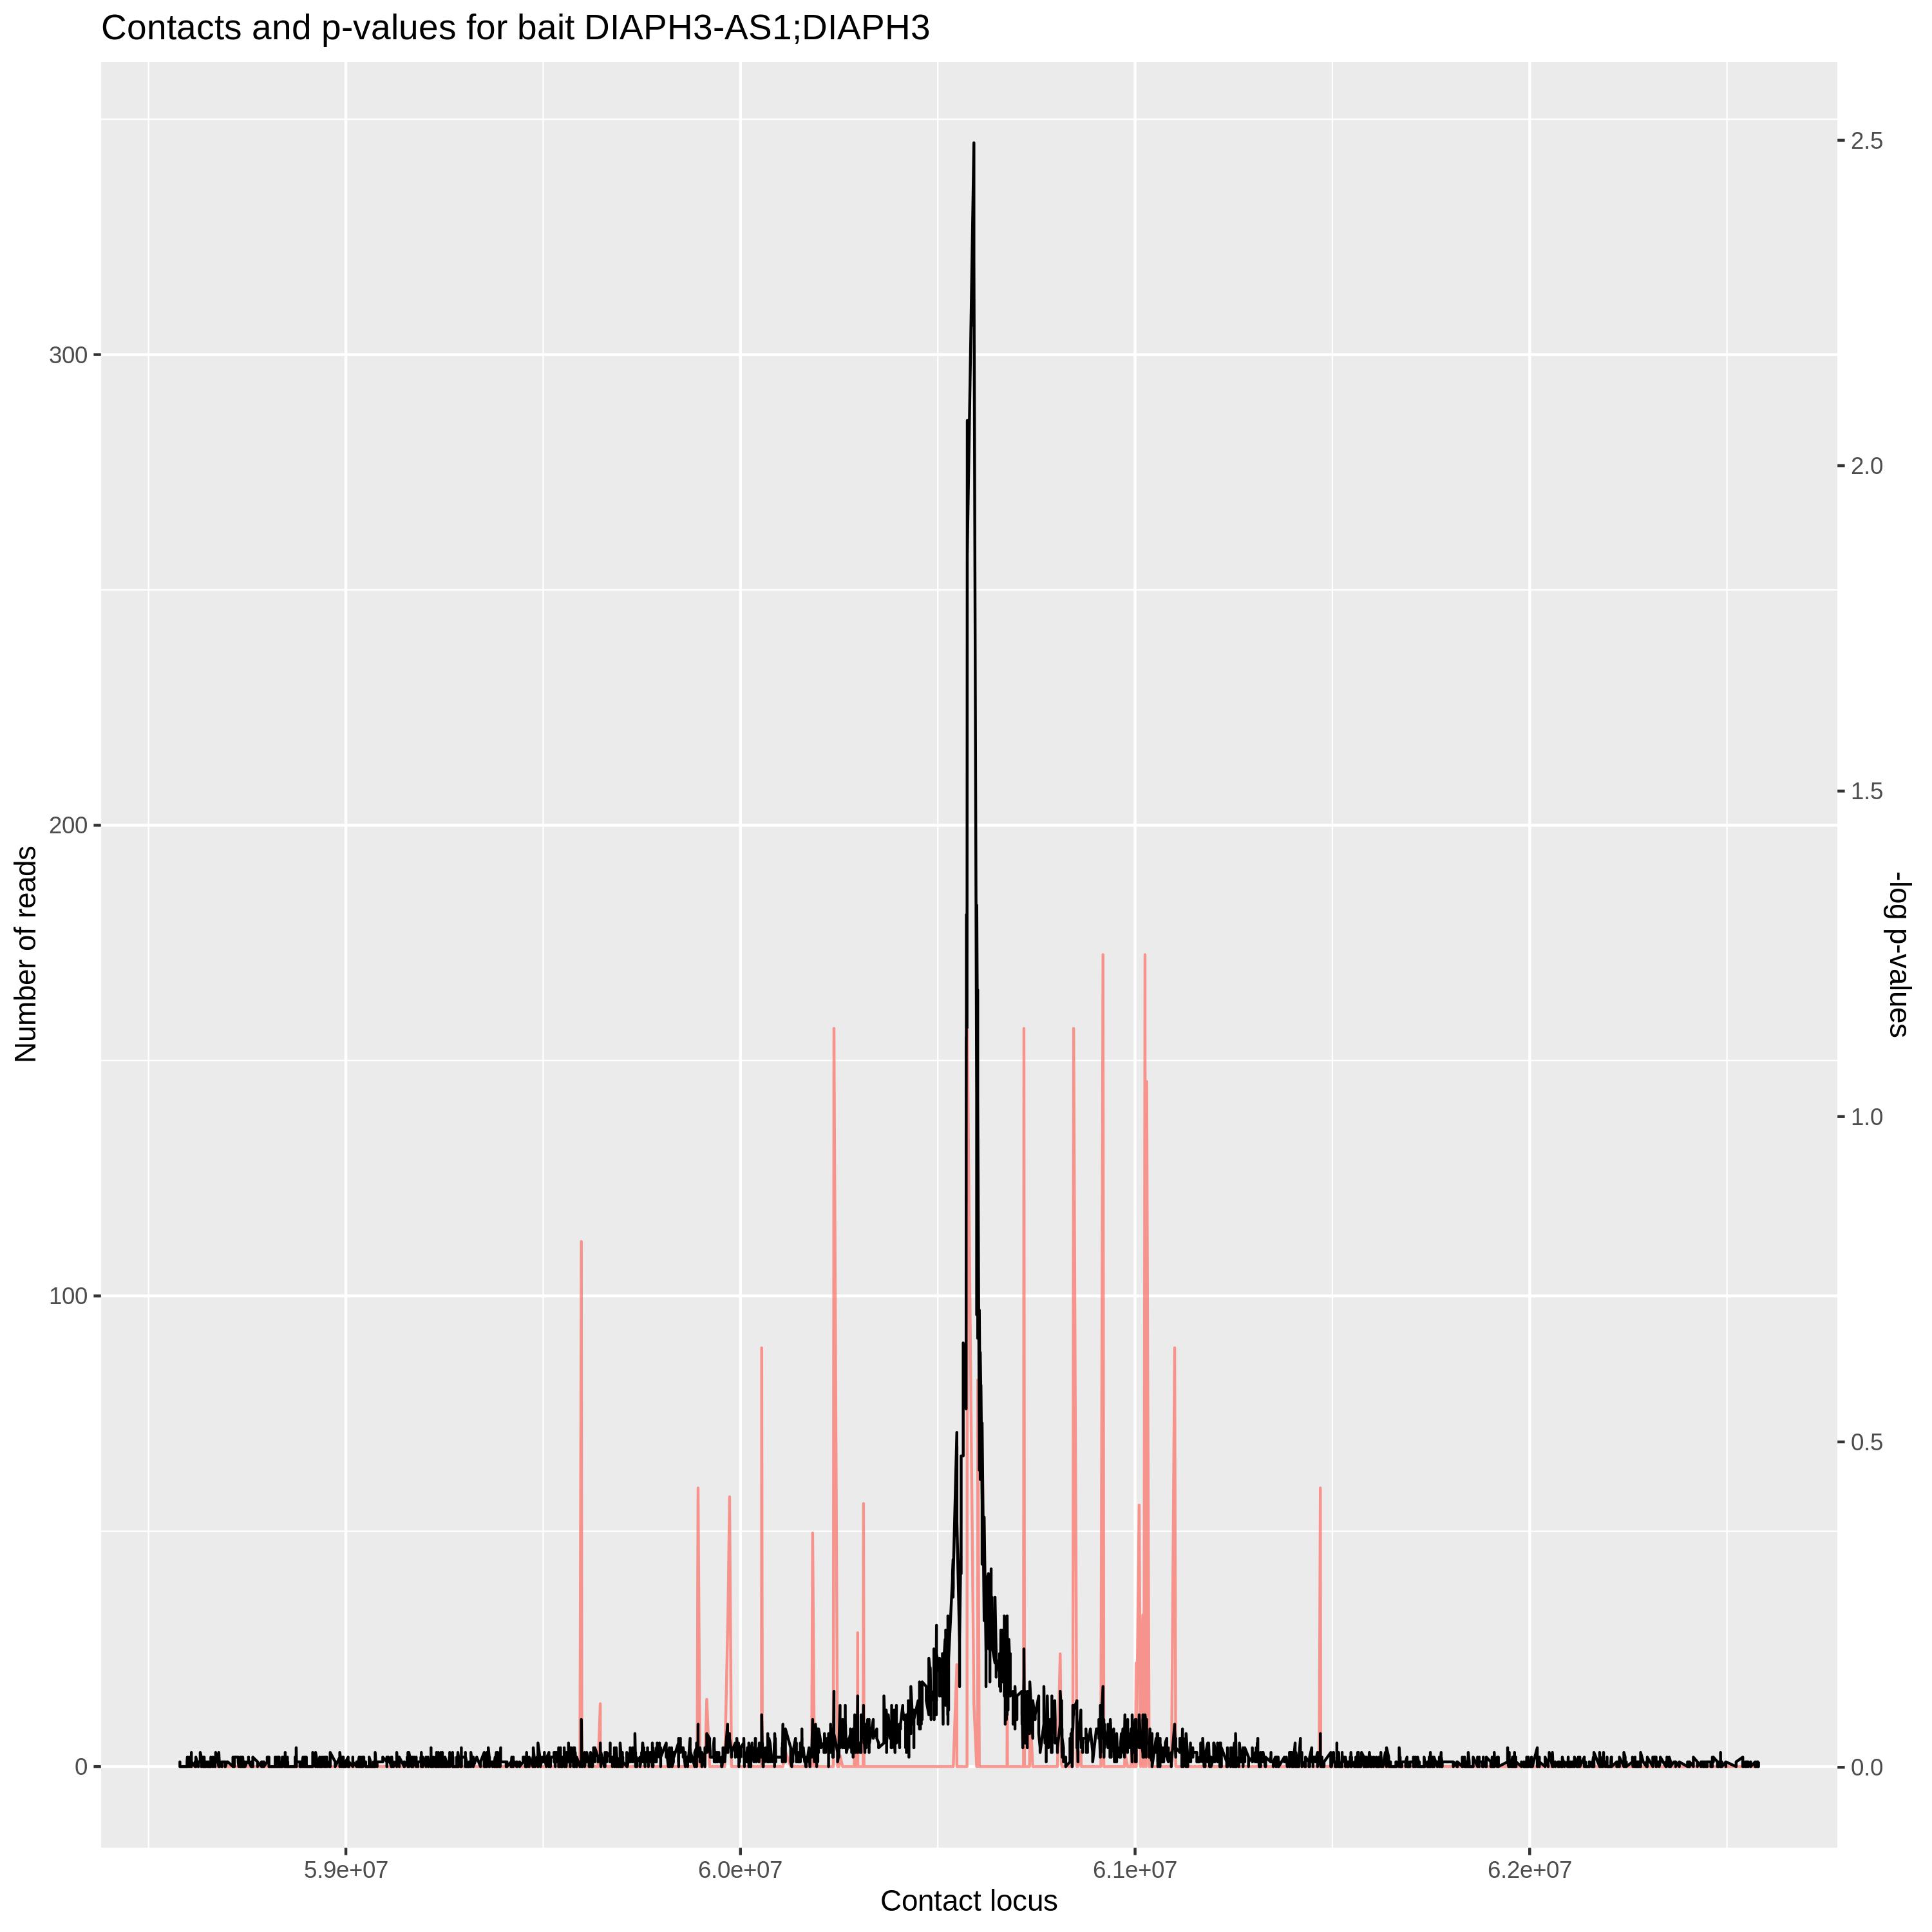 Contacts and p-values for bait DIAPH3-AS1;DIAPH3
Number of reads
300
200
100
0
2.5
2.0
1.5
1.0
0.5
0.0
-log p-values
5.9e+07 6.0e+07 6.1e+07 6.2e+07
Contact locus